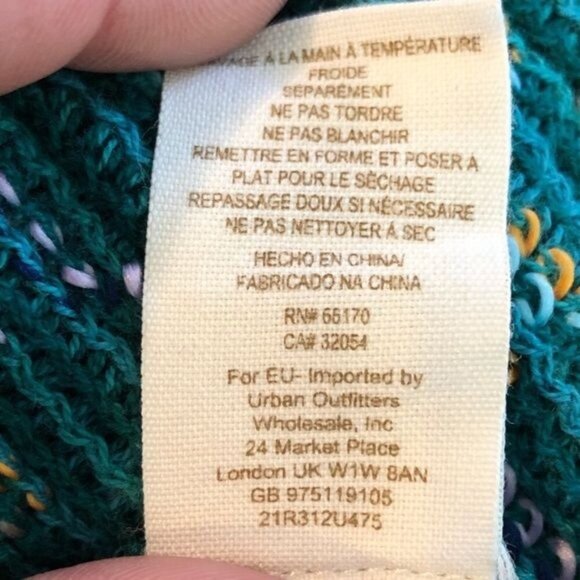 À LA MAIN À TEMPÉRATURE
FROIDE
SÉPARÉMENT
NE PAS TORDRE
NE PAS BLANCHIR
REMETTRE EN FORME ET POSER À
PLAT POUR LE SÉCHAGE
REPASSAGE DOUX SI NÉCESSAIRE
NE PAS NETTOYER À SEC
HECHO EN CHINA/
FABRICADO NA CHINA
RN# 66170
CA# 32054
For EU- Imported by
Urban Outfitters
Wholesale, Inc
24 Market Place
London UK W1W 8AN
GB 975119105
21R312U475